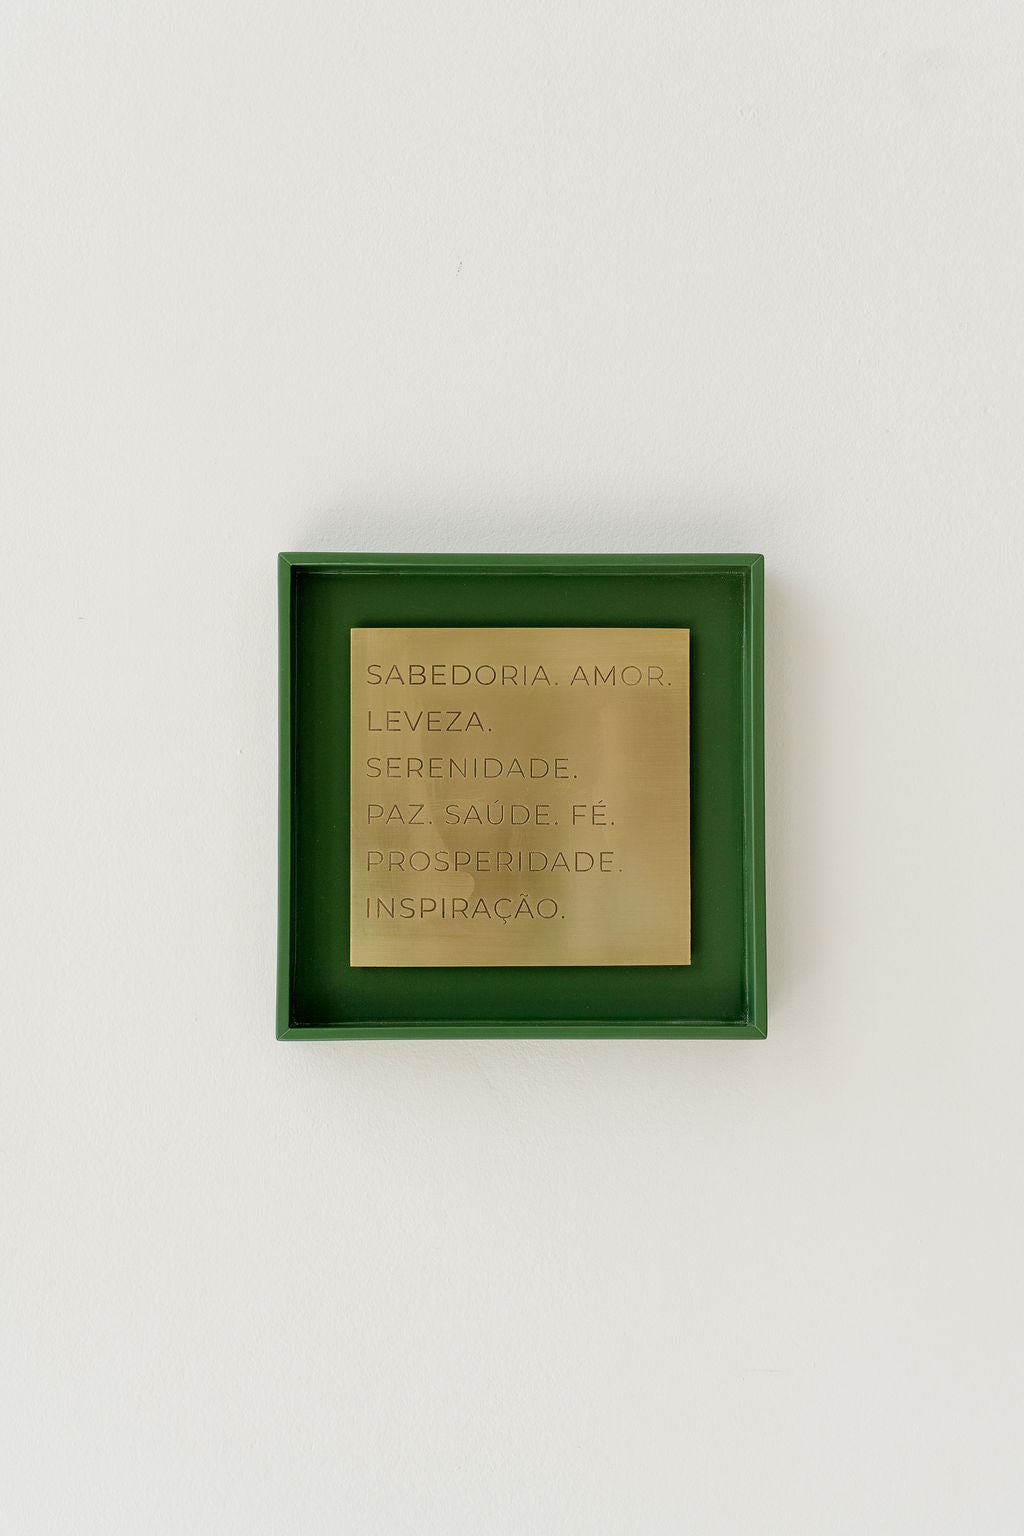 SABEDORIA. AMOR.
LEVEZA.
SERENIDADE.
PAZ. SAÚDE. FÉ.
PROSPERIDADE.
INSPIRAÇÃO.